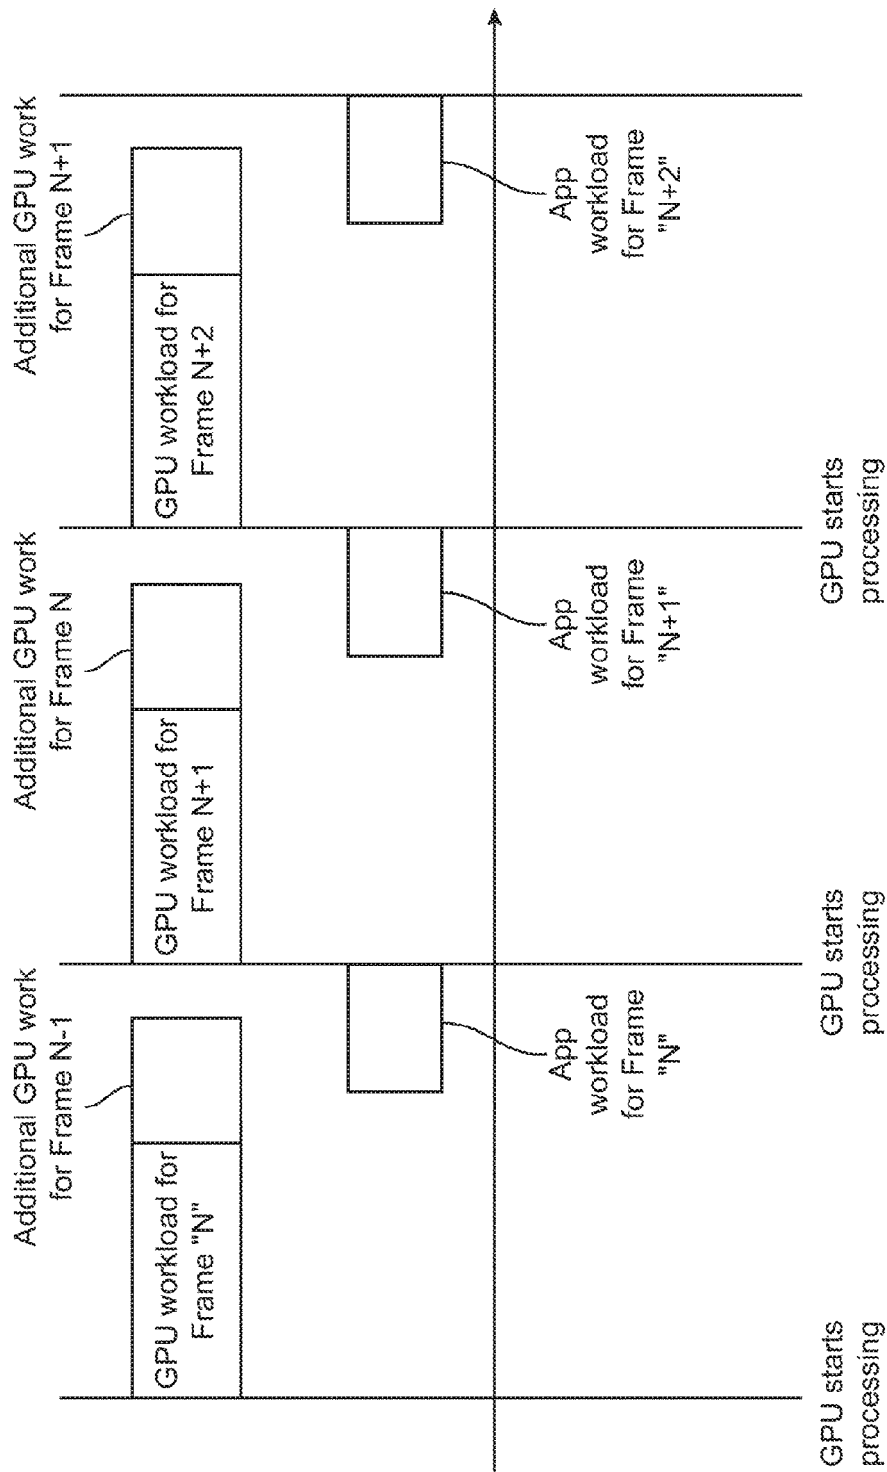 Additional GPU work
for Frame N-1
Additional GPU work
for Frame N
Additional GPU work
for Frame N+1
GPU workload for
Frame "N"
GPU workload for
Frame N+1
GPU workload for
Frame N+2
App
workload
for Frame
"N"
App
workload
for Frame
"N+1"
App
workload
for Frame
"N+2"
GPU starts
processing
GPU starts
processing
GPU starts
processing